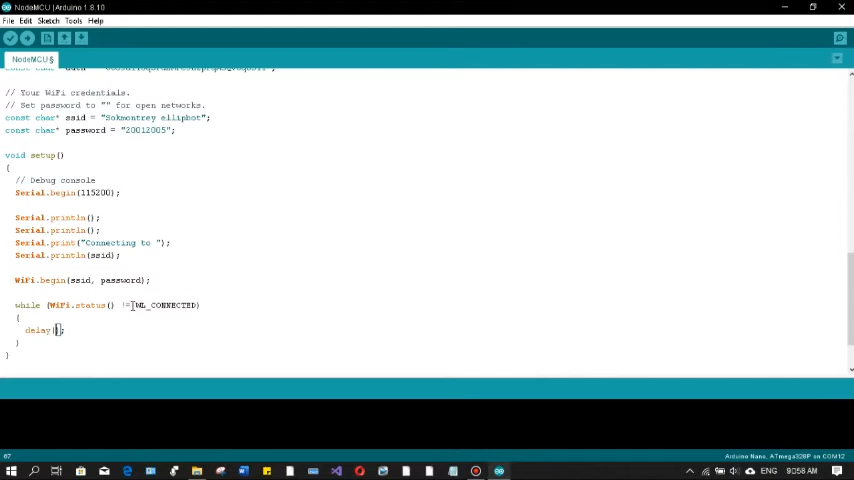 NodeMCU | Arduino 1.8.10
File Edit Sketch Tools Help
NodeMCU §
// Your WiFi credentials.
// Set password to "" for open networks.
const char* ssid = "Sokmontrey ellipbot";
const char* password = "20012005";
void setup()
{
// Debug console
Serial.begin(115200);
Serial.println();
Serial.println();
Serial.print("Connecting to ");
Serial.println(ssid);
WiFi.begin(ssid, password);
while (WiFi.status() != WL_CONNECTED)
{
delay();
}
}
67
Arduino Nano, ATmega328P on COM12
ENG
9:58 AM